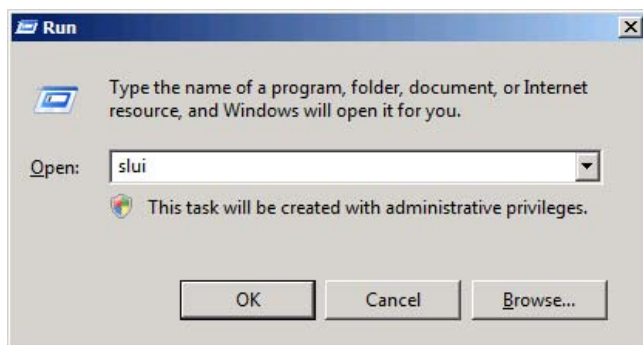 Run
Type the name of a program, folder, document, or Internet
resource, and Windows will open it for you.
Open: slui
This task will be created with administrative privileges.
OK Cancel Browse...